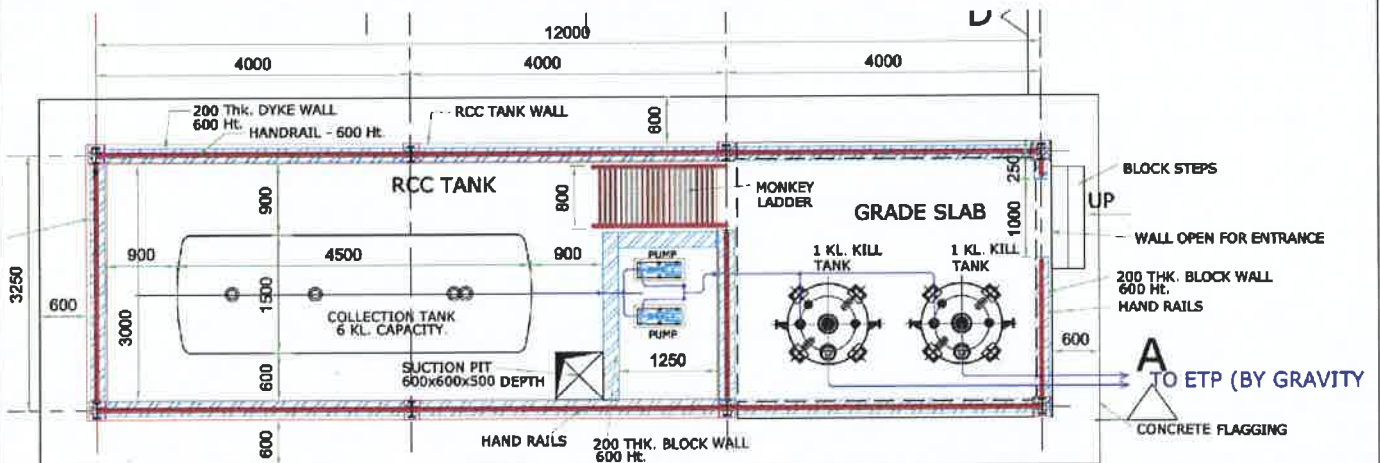 D
12000
4000
4000
4000
200 Thk. DYKE WALL
600 Ht.
HANDRAIL - 600 Ht.
RCC TANK WALL
600
RCC TANK
800
MONKEY
LADDER
GRADE SLAB
250
1000
BLOCK STEPS
UP
WALL OPEN FOR ENTRANCE
900
900
4500
900
1500
3000
3250
600
COLLECTION TANK
6 KL. CAPACITY.
600
SUCTION PIT
600x600x500 DEPTH
PUMP
PUMP
1250
1 KL. KILL
TANK
1 KL. KILL
TANK
200 THK. BLOCK WALL
600 Ht.
HAND RAILS
600
A
TO ETP (BY GRAVITY
CONCRETE FLAGGING
HAND RAILS
200 THK. BLOCK WALL
600 Ht.
600